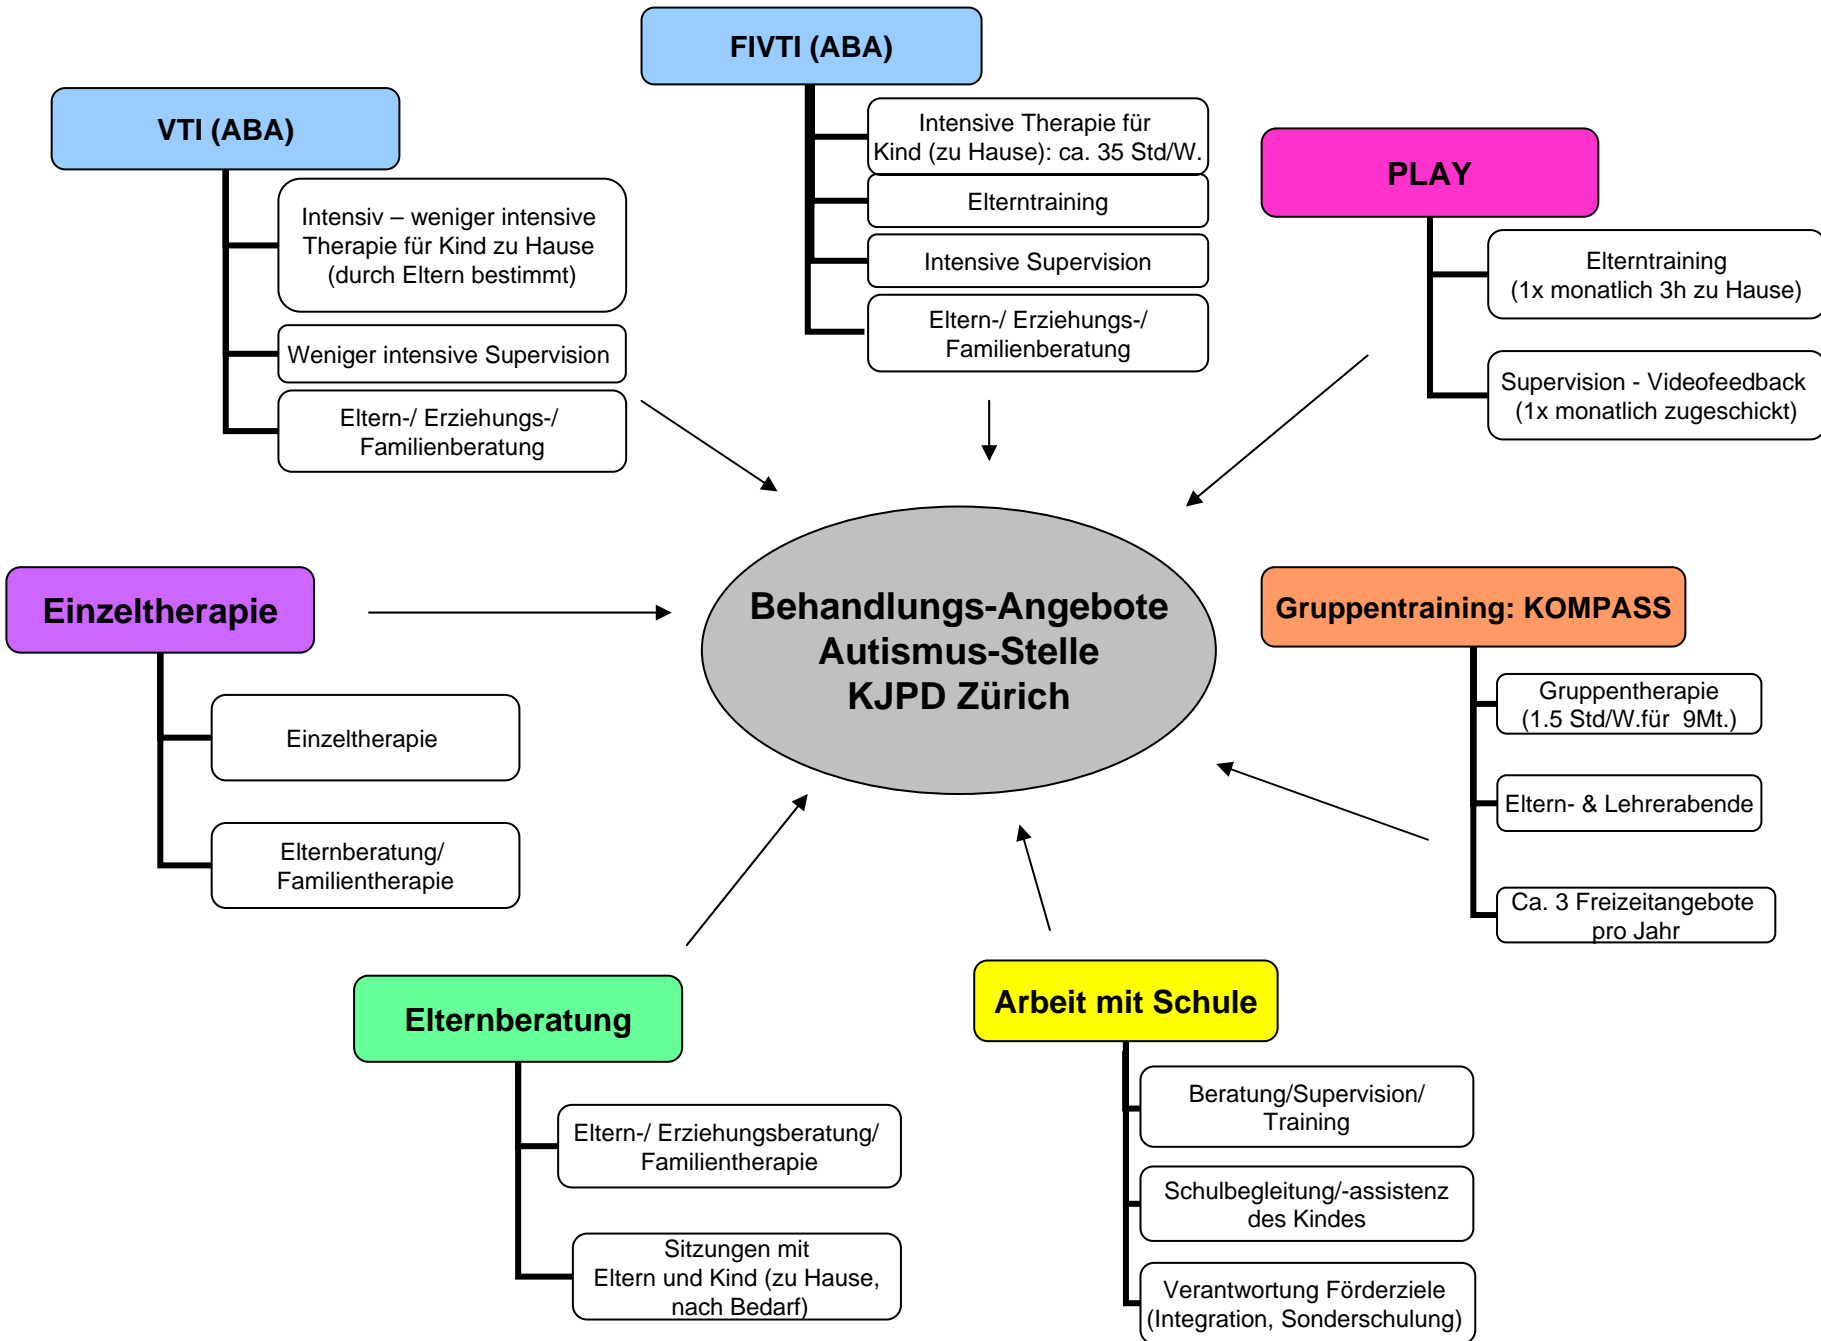 FIVTI (ABA)
Intensive Therapie für
Kind (zu Hause): ca. 35 Std/W.
Elterntraining
Intensive Supervision
Eltern-/ Erziehungs-/
Familienberatung
VTI (ABA)
Intensiv – weniger intensive
Therapie für Kind zu Hause
(durch Eltern bestimmt)
Weniger intensive Supervision
Eltern-/ Erziehungs-/
Familienberatung
PLAY
Elterntraining
(1x monatlich 3h zu Hause)
Supervision - Videofeedback
(1x monatlich zugeschickt)
Einzeltherapie
Einzeltherapie
Elternberatung/
Familientherapie
Behandlungs-Angebote
Autismus-Stelle
KJPD Zürich
Gruppentraining: KOMPASS
Gruppentherapie
(1.5 Std/W.für  9Mt.)
Eltern- & Lehrerabende
Ca. 3 Freizeitangebote
pro Jahr
Elternberatung
Eltern-/ Erziehungsberatung/
Familientherapie
Sitzungen mit
Eltern und Kind (zu Hause,
nach Bedarf)
Arbeit mit Schule
Beratung/Supervision/
Training
Schulbegleitung/-assistenz
des Kindes
Verantwortung Förderziele
(Integration, Sonderschulung)